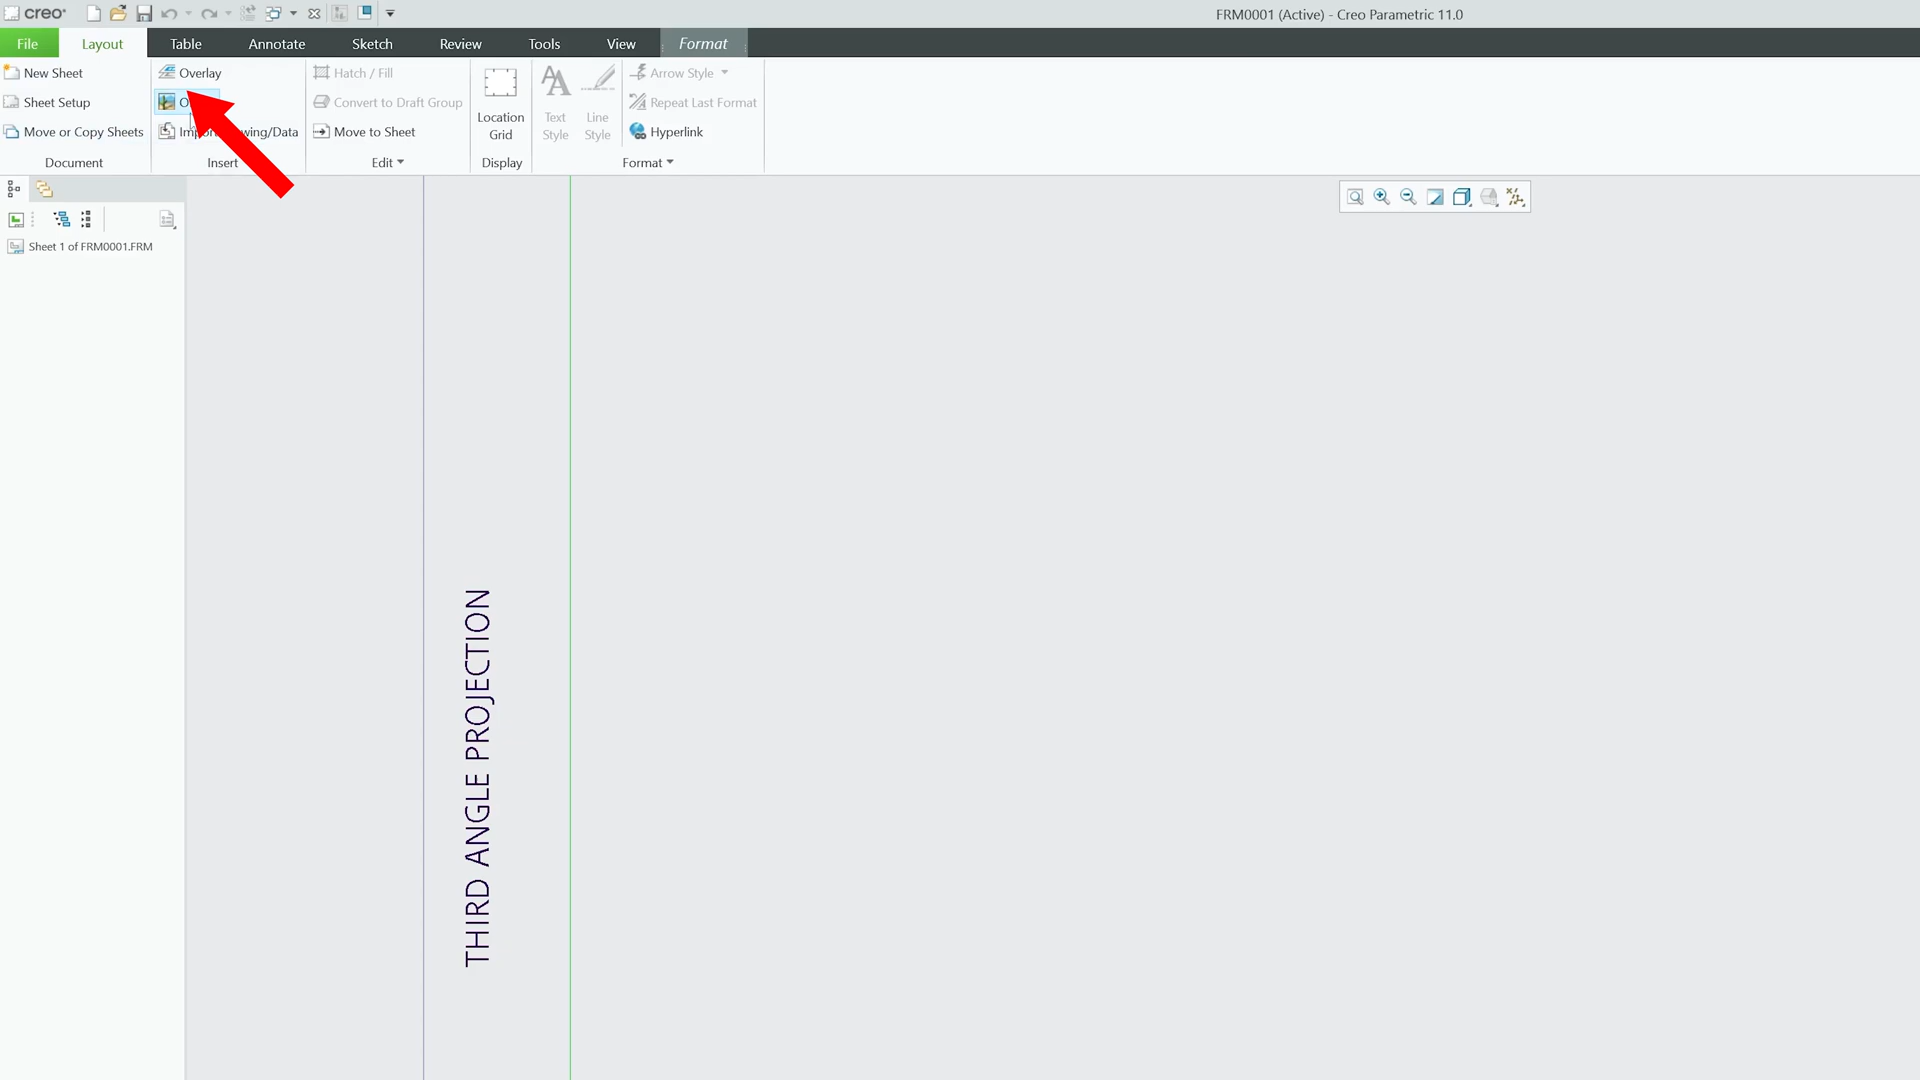 creo
FRM0001 (Active) - Creo Parametric 11.0
File Layout Table Annotate Sketch Review Tools View Format
New Sheet
Sheet Setup
Move or Copy Sheets
Document
Overlay
Insert
Hatch / Fill
Convert to Draft Group
Move to Sheet
Edit
Location
Grid
Display
Text
Style
Line
Style
Arrow Style
Repeat Last Format
Hyperlink
Format
Sheet 1 of FRM0001.FRM
THIRD ANGLE PROJECTION